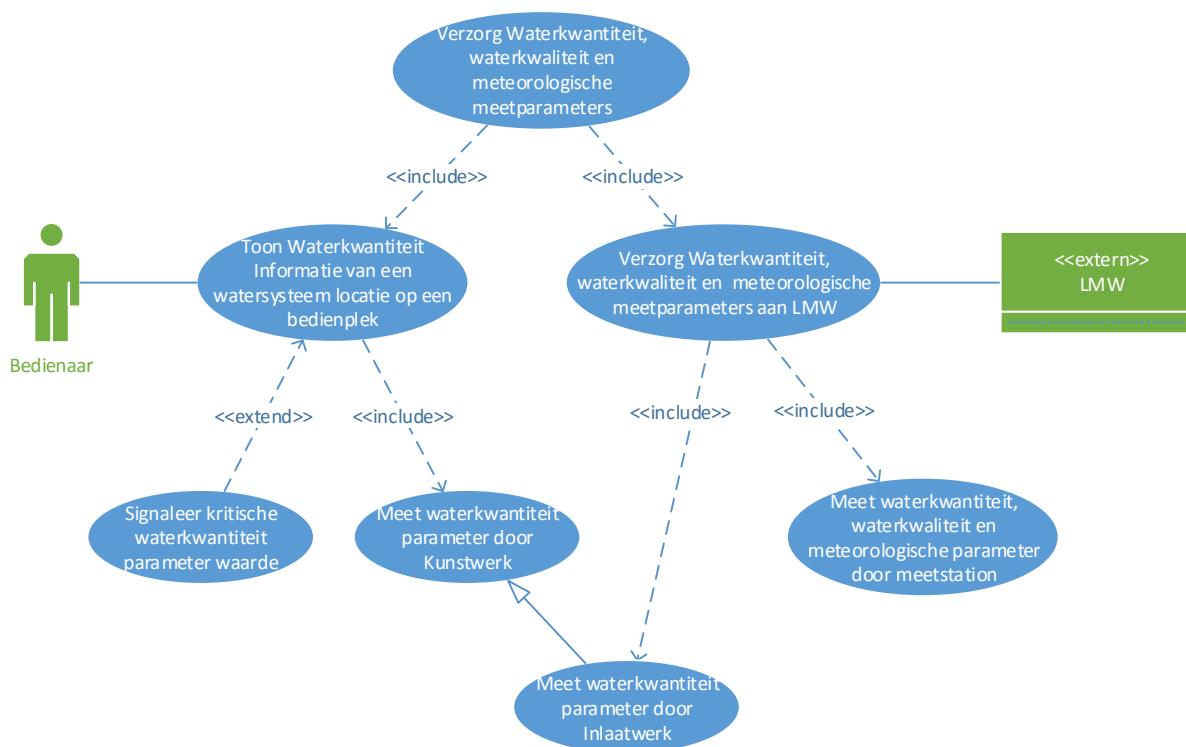 Verzorg Waterkwantiteit,
waterkwaliteit en
meteorologische
meetparameters
<<include>>
<<include>>
Toon Waterkwantiteit
Informatie van een
watersysteem locatie op een
bedienplek
Verzorg Waterkwantiteit,
waterkwaliteit en  meteorologische
meetparameters aan LMW
<<extern>>
LMW
Bedienaar
<<extend>>
<<include>>
<<include>>
<<include>>
Signaleer kritische
waterkwantiteit
parameter waarde
Meet waterkwantiteit
parameter door
Kunstwerk
Meet waterkwantiteit,
waterkwaliteit en
meteorologische parameter
door meetstation
Meet waterkwantiteit
parameter door
Inlaatwerk